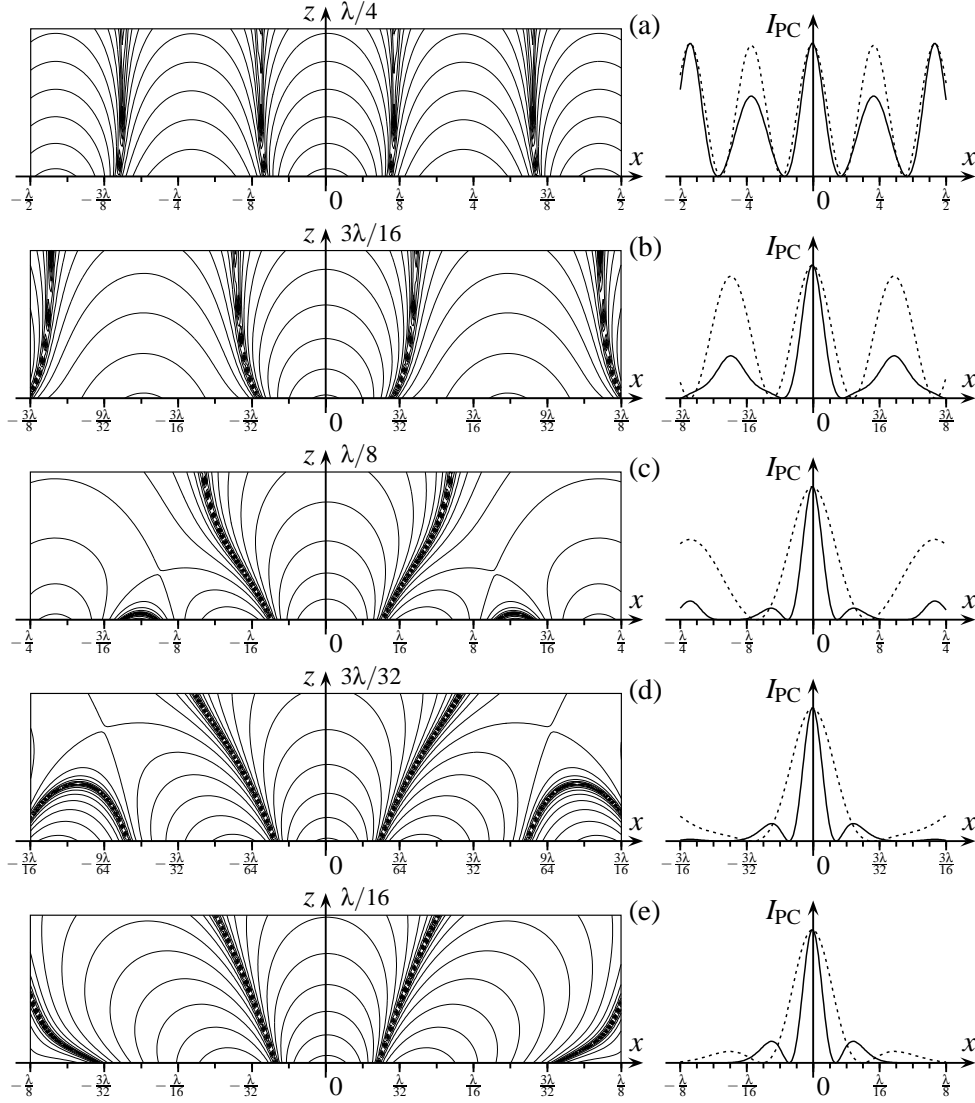 z λ/4 (a) I_PC
x x
−λ/2 −3λ/8 −λ/4 −λ/8 0 λ/8 λ/4 3λ/8 λ/2 −λ/2 −λ/4 0 λ/4 λ/2
z 3λ/16 (b) I_PC
x x
−3λ/8 −9λ/32 −3λ/16 −3λ/32 0 3λ/32 3λ/16 9λ/32 3λ/8 −3λ/8 −3λ/16 0 3λ/16 3λ/8
z λ/8 (c) I_PC
x x
−λ/4 −3λ/16 −λ/8 −λ/16 0 λ/16 λ/8 3λ/16 λ/4 −λ/4 −λ/8 0 λ/8 λ/4
z 3λ/32 (d) I_PC
x x
−3λ/16 −9λ/64 −3λ/32 −3λ/64 0 3λ/64 3λ/32 9λ/64 3λ/16 −3λ/16 −3λ/32 0 3λ/32 3λ/16
z λ/16 (e) I_PC
x x
−λ/8 −3λ/32 −λ/16 −λ/32 0 λ/32 λ/16 3λ/32 λ/8 −λ/8 −λ/16 0 λ/16 λ/8